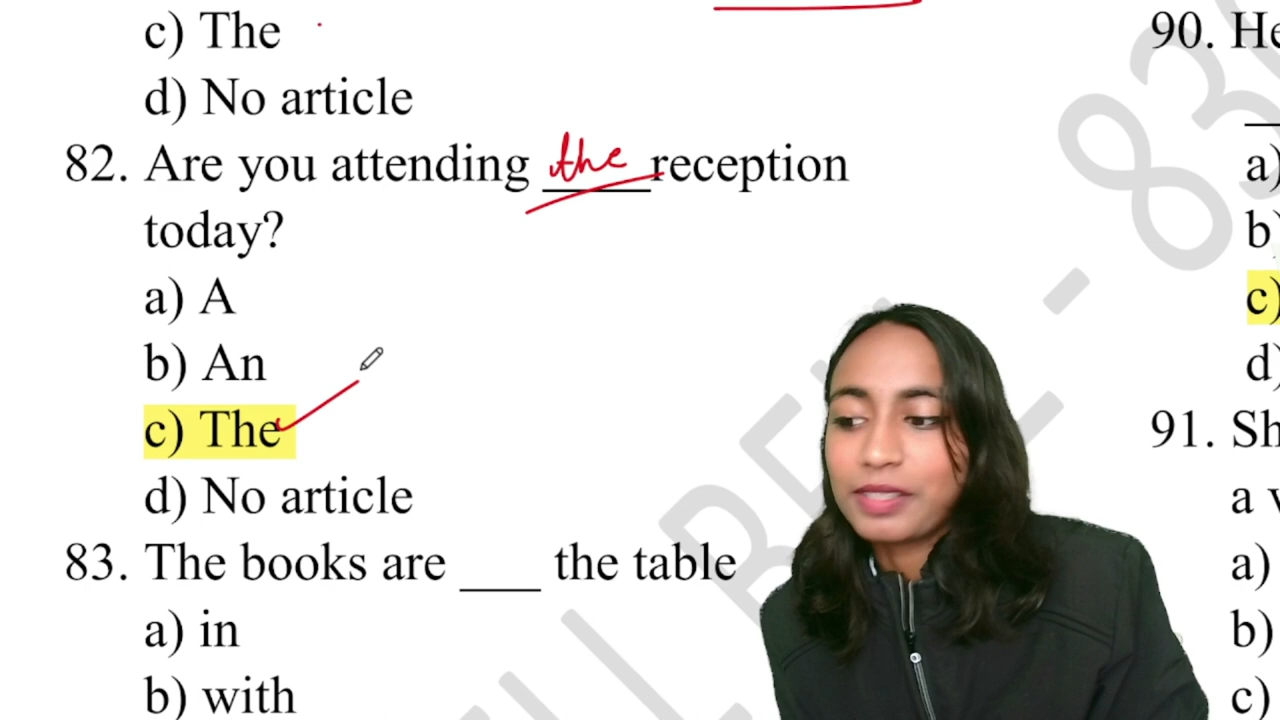 c) The
d) No article
82. Are you attending the reception
today?
a) A
b) An
c) The
d) No article
83. The books are ____ the table
a) in
b) with
90. He
a)
b)
c)
d)
91. Sh
a
a)
b)
c)